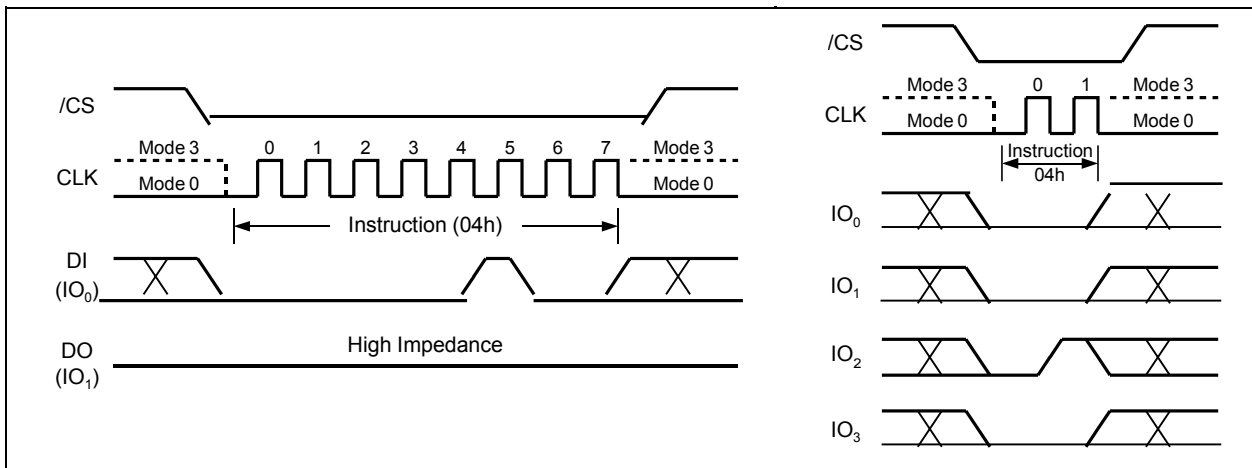 /CS
CLK
Mode 3
Mode 0
0 1 2 3 4 5 6 7
Mode 3
Mode 0
Instruction (04h)
DI
(IO0)
DO
(IO1)
High Impedance
/CS
CLK
Mode 3
Mode 0
0 1
Mode 3
Mode 0
Instruction
04h
IO0
IO1
IO2
IO3